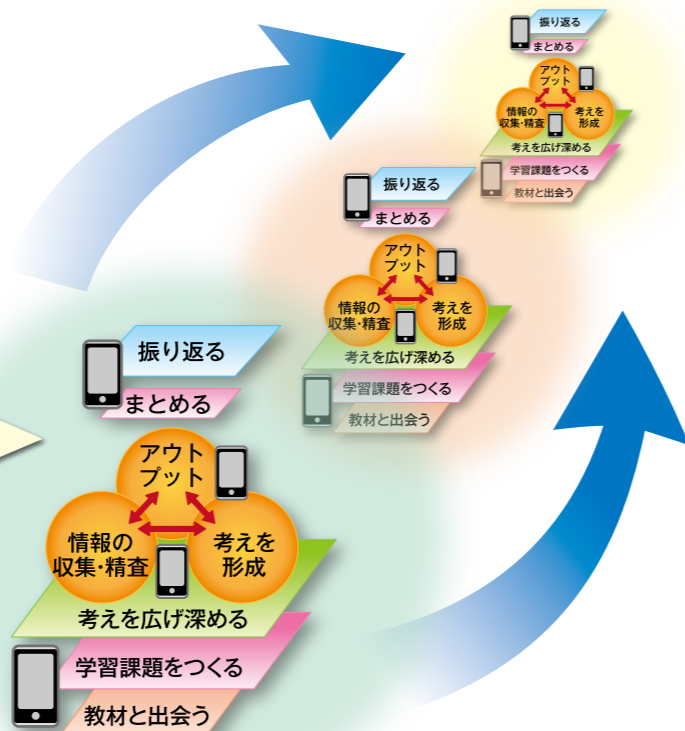 振り返る
まとめる
アウト
プット
情報の
収集・精査
考えを
形成
考えを広げ深める
学習課題をつくる
教材と出会う
振り返る
まとめる
アウト
プット
情報の
収集・精査
考えを
形成
考えを広げ深める
学習課題をつくる
教材と出会う
振り返る
まとめる
アウト
プット
情報の
収集・精査
考えを
形成
考えを広げ深める
学習課題をつくる
教材と出会う